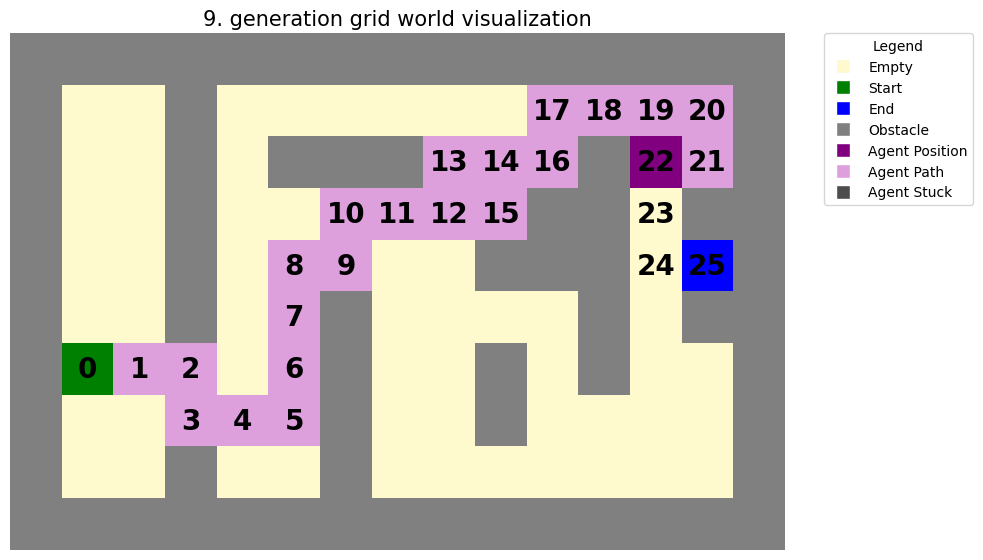 9. generation grid world visualization
Legend
Empty
Start
End
Obstacle
Agent Position
Agent Path
Agent Stuck
17 18 19 20
13 14 16 22 21
10 11 12 15 23
8 9 24 25
7
0 1 2 6
3 4 5